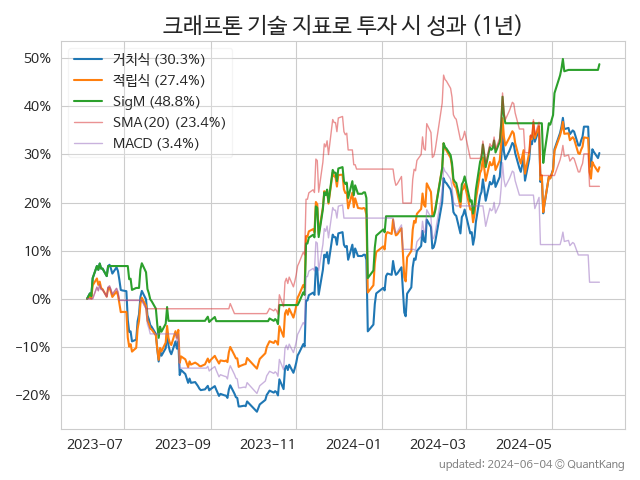 크래프톤 기술 지표로 투자 시 성과 (1년)
거치식 (30.3%)
적립식 (27.4%)
SigM (48.8%)
SMA(20) (23.4%)
MACD (3.4%)
50%
40%
30%
20%
10%
0%
−10%
−20%
2023-07 2023-09 2023-11 2024-01 2024-03 2024-05
updated: 2024-06-04 © QuantKang